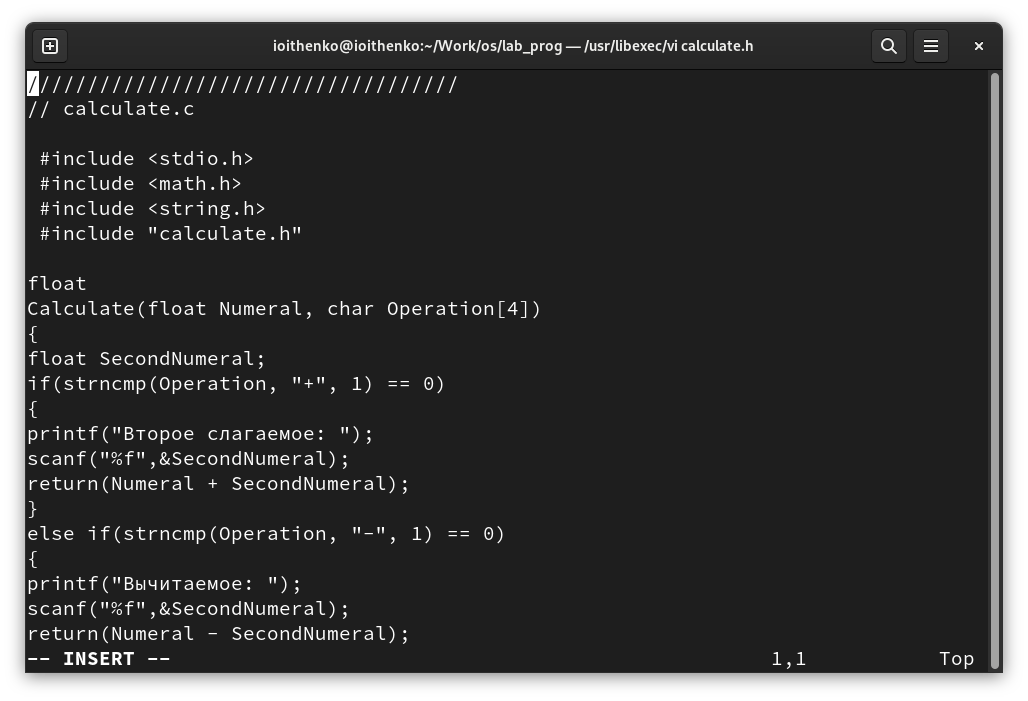 ioithenko@ioithenko:~/Work/os/lab_prog — /usr/libexec/vi calculate.h
////////////////////////////////////
// calculate.c
#include <stdio.h>
#include <math.h>
#include <string.h>
#include "calculate.h"
float
Calculate(float Numeral, char Operation[4])
{
float SecondNumeral;
if(strncmp(Operation, "+", 1) == 0)
{
printf("Второе слагаемое: ");
scanf("%f",&SecondNumeral);
return(Numeral + SecondNumeral);
}
else if(strncmp(Operation, "-", 1) == 0)
{
printf("Вычитаемое: ");
scanf("%f",&SecondNumeral);
return(Numeral - SecondNumeral);
-- INSERT -- 1,1 Top